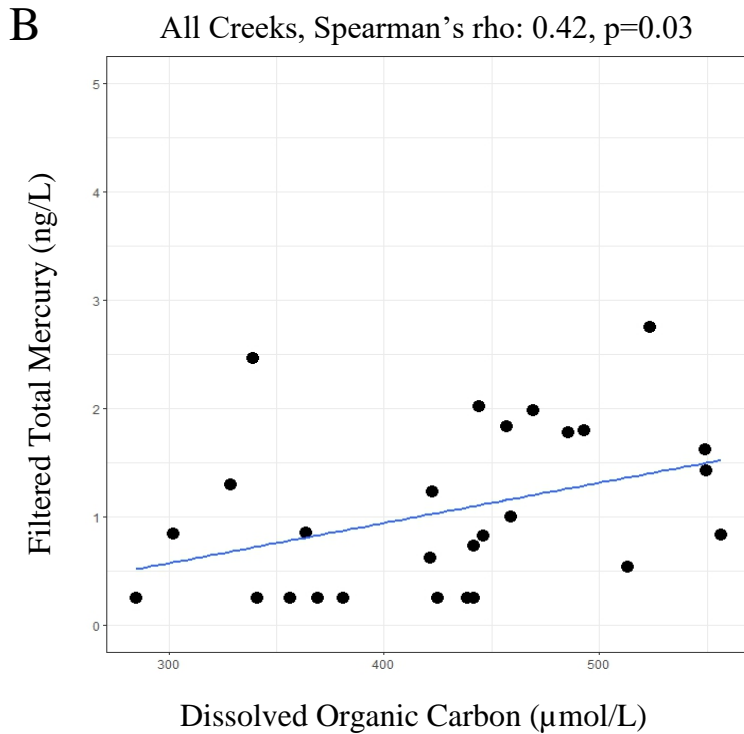 B
All Creeks, Spearman’s rho: 0.42, p=0.03
5
4
3
2
1
0
Filtered Total Mercury (ng/L)
300 400 500
Dissolved Organic Carbon (µmol/L)